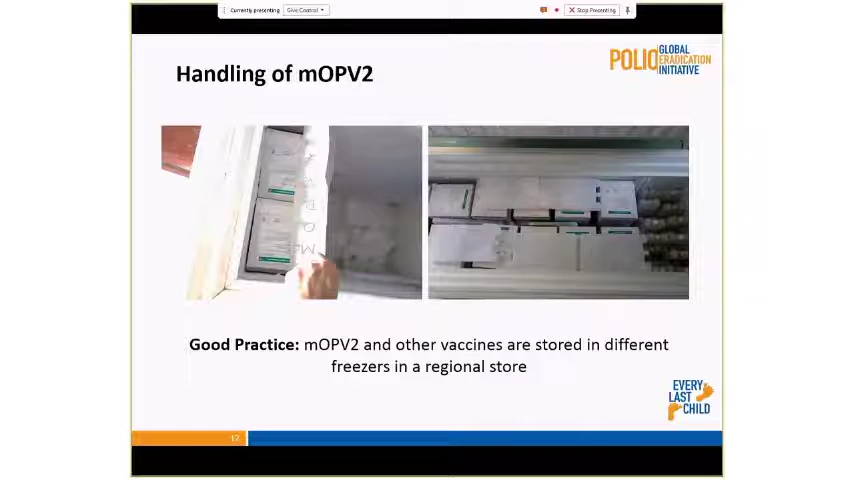 Currently presenting
Give Control
Stop Presenting
Handling of mOPV2
POLIO GLOBAL
ERADICATION
INITIATIVE
Good Practice: mOPV2 and other vaccines are stored in different
freezers in a regional store
EVERY
LAST
CHILD
17